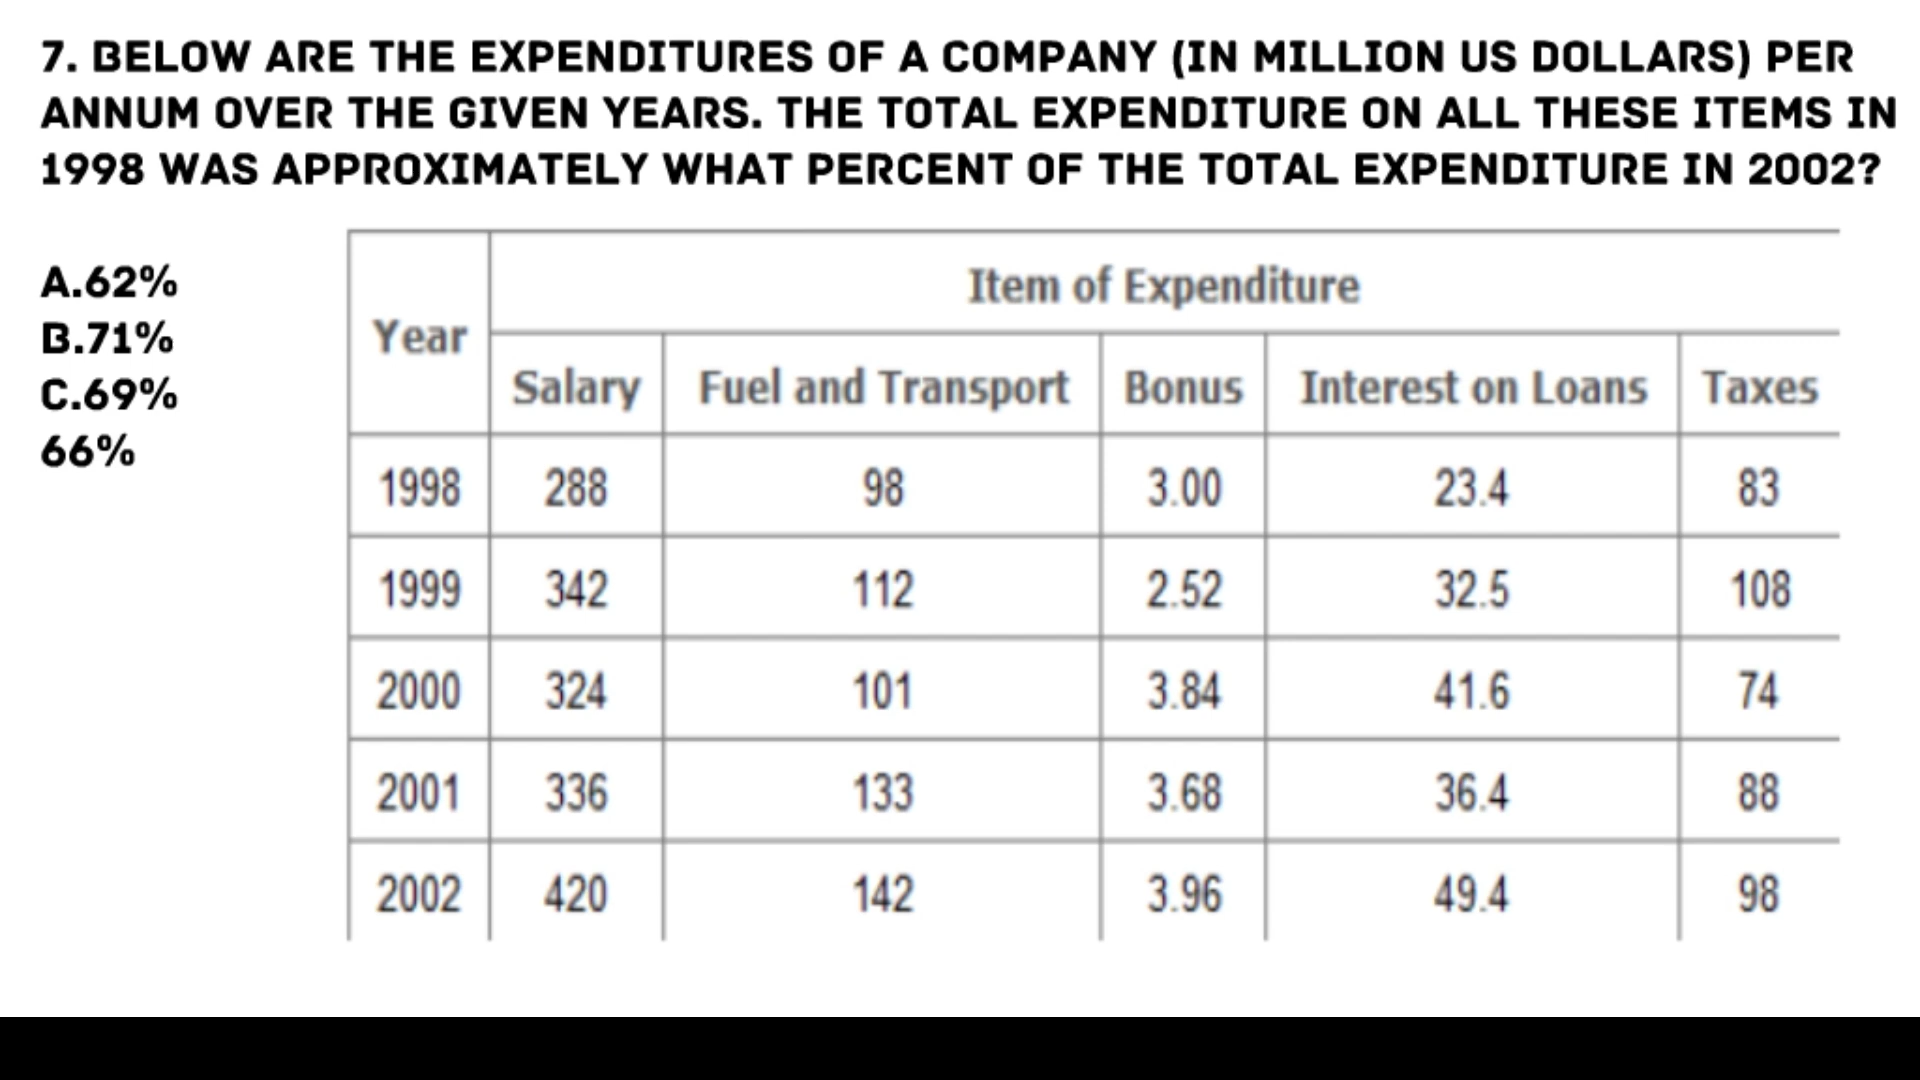 7. BELOW ARE THE EXPENDITURES OF A COMPANY (IN MILLION US DOLLARS) PER
ANNUM OVER THE GIVEN YEARS. THE TOTAL EXPENDITURE ON ALL THESE ITEMS IN
1998 WAS APPROXIMATELY WHAT PERCENT OF THE TOTAL EXPENDITURE IN 2002?
A.62%
B.71%
C.69%
66%
Year
Item of Expenditure
Salary Fuel and Transport Bonus Interest on Loans Taxes
1998 288 98 3.00 23.4 83
1999 342 112 2.52 32.5 108
2000 324 101 3.84 41.6 74
2001 336 133 3.68 36.4 88
2002 420 142 3.96 49.4 98